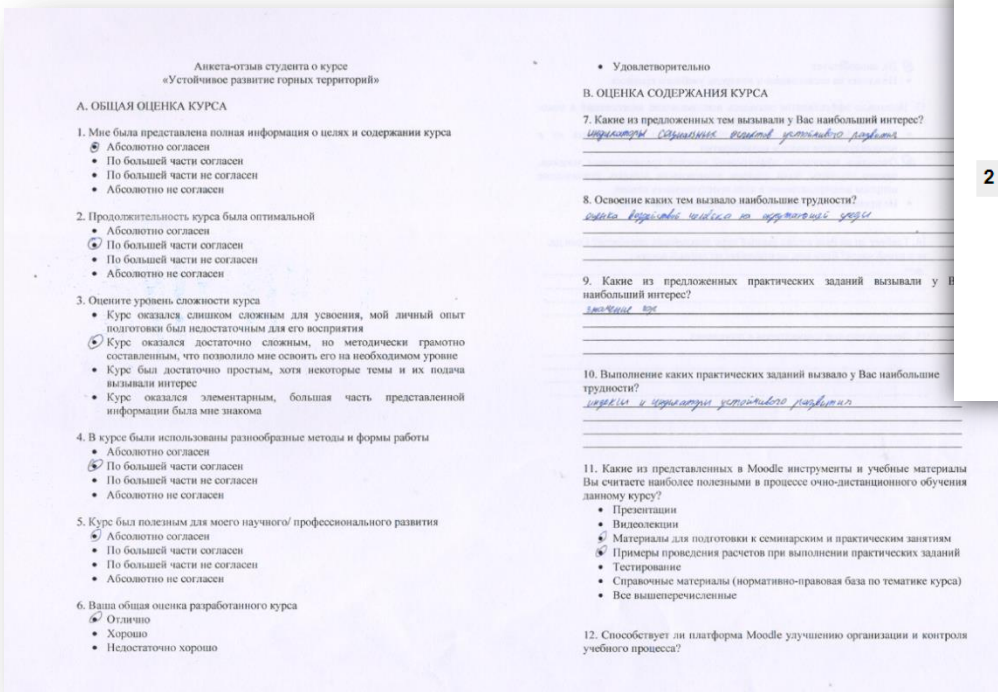 Анкета-отзыв студента о курсе
«Устойчивое развитие горных территорий»
А. ОБЩАЯ ОЦЕНКА КУРСА
1. Мне была представлена полная информация о целях и содержании курса
• Абсолютно согласен
• По большей части согласен
• По большей части не согласен
• Абсолютно не согласен
2. Продолжительность курса была оптимальной
• Абсолютно согласен
• По большей части согласен
• По большей части не согласен
• Абсолютно не согласен
3. Оцените уровень сложности курса
• Курс оказался слишком сложным для усвоения, мой личный опыт
подготовки был недостаточным для его восприятия
• Курс оказался достаточно сложным, но методически грамотно
составленным, что позволило мне освоить его на необходимом уровне
• Курс был достаточно простым, хотя некоторые темы и их подача
вызывали интерес
• Курс оказался элементарным, большая часть представленной
информации была мне знакома
4. В курсе были использованы разнообразные методы и формы работы
• Абсолютно согласен
• По большей части согласен
• По большей части не согласен
• Абсолютно не согласен
5. Курс был полезным для моего научного/ профессионального развития
• Абсолютно согласен
• По большей части согласен
• По большей части не согласен
• Абсолютно не согласен
6. Ваша общая оценка разработанного курса
• Отлично
• Хорошо
• Недостаточно хорошо
• Удовлетворительно
В. ОЦЕНКА СОДЕРЖАНИЯ КУРСА
7. Какие из предложенных тем вызывали у Вас наибольший интерес?
индикаторы социальных аспектов устойчивого развития
8. Освоение каких тем вызвало наибольшие трудности?
оценка воздействий человека на окружающей среды
9. Какие из предложенных практических заданий вызывали у В
наибольший интерес?
значение
10. Выполнение каких практических заданий вызвало у Вас наибольшие
трудности?
индексы и индикаторы устойчивого развития
11. Какие из представленных в Moodle инструменты и учебные материалы
Вы считаете наиболее полезными в процессе очно-дистанционного обучения
данному курсу?
• Презентации
• Видеолекции
• Материалы для подготовки к семинарским и практическим занятиям
• Примеры проведения расчетов при выполнении практических заданий
• Тестирование
• Справочные материалы (нормативно-правовая база по тематике курса)
• Все вышеперечисленные
12. Способствует ли платформа Moodle улучшению организации и контроля
учебного процесса?
2